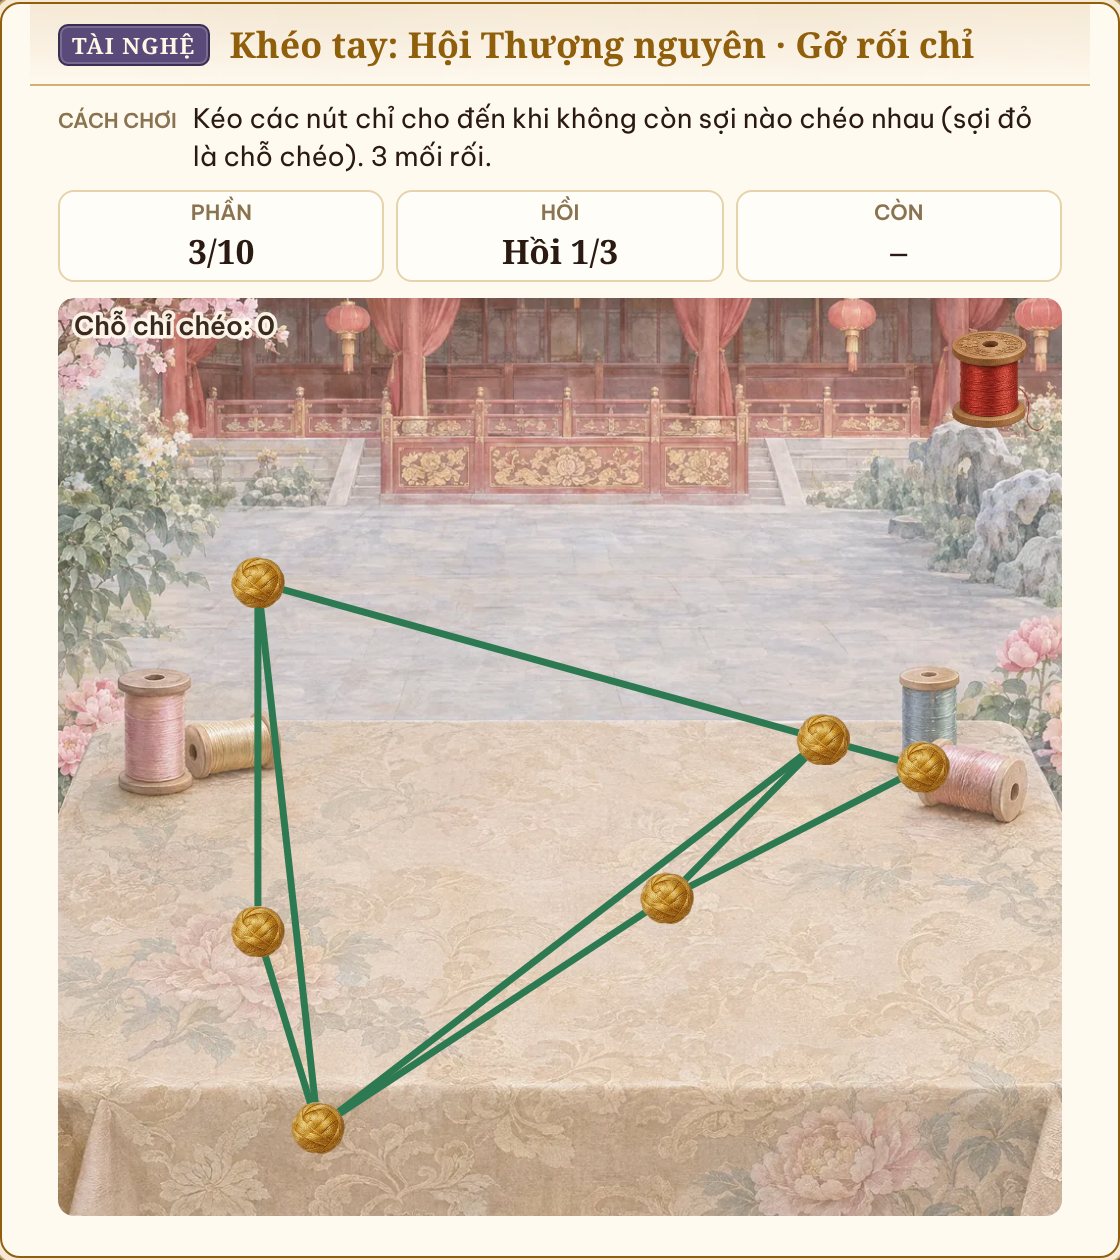 TÀI NGHỆ Khéo tay: Hội Thượng nguyên · Gỡ rối chỉ
CÁCH CHƠI Kéo các nút chỉ cho đến khi không còn sợi nào chéo nhau (sợi đỏ
là chỗ chéo). 3 mối rối.
PHẦN HỒI CÒN
3/10 Hồi 1/3 –
Chỗ chỉ chéo: 0